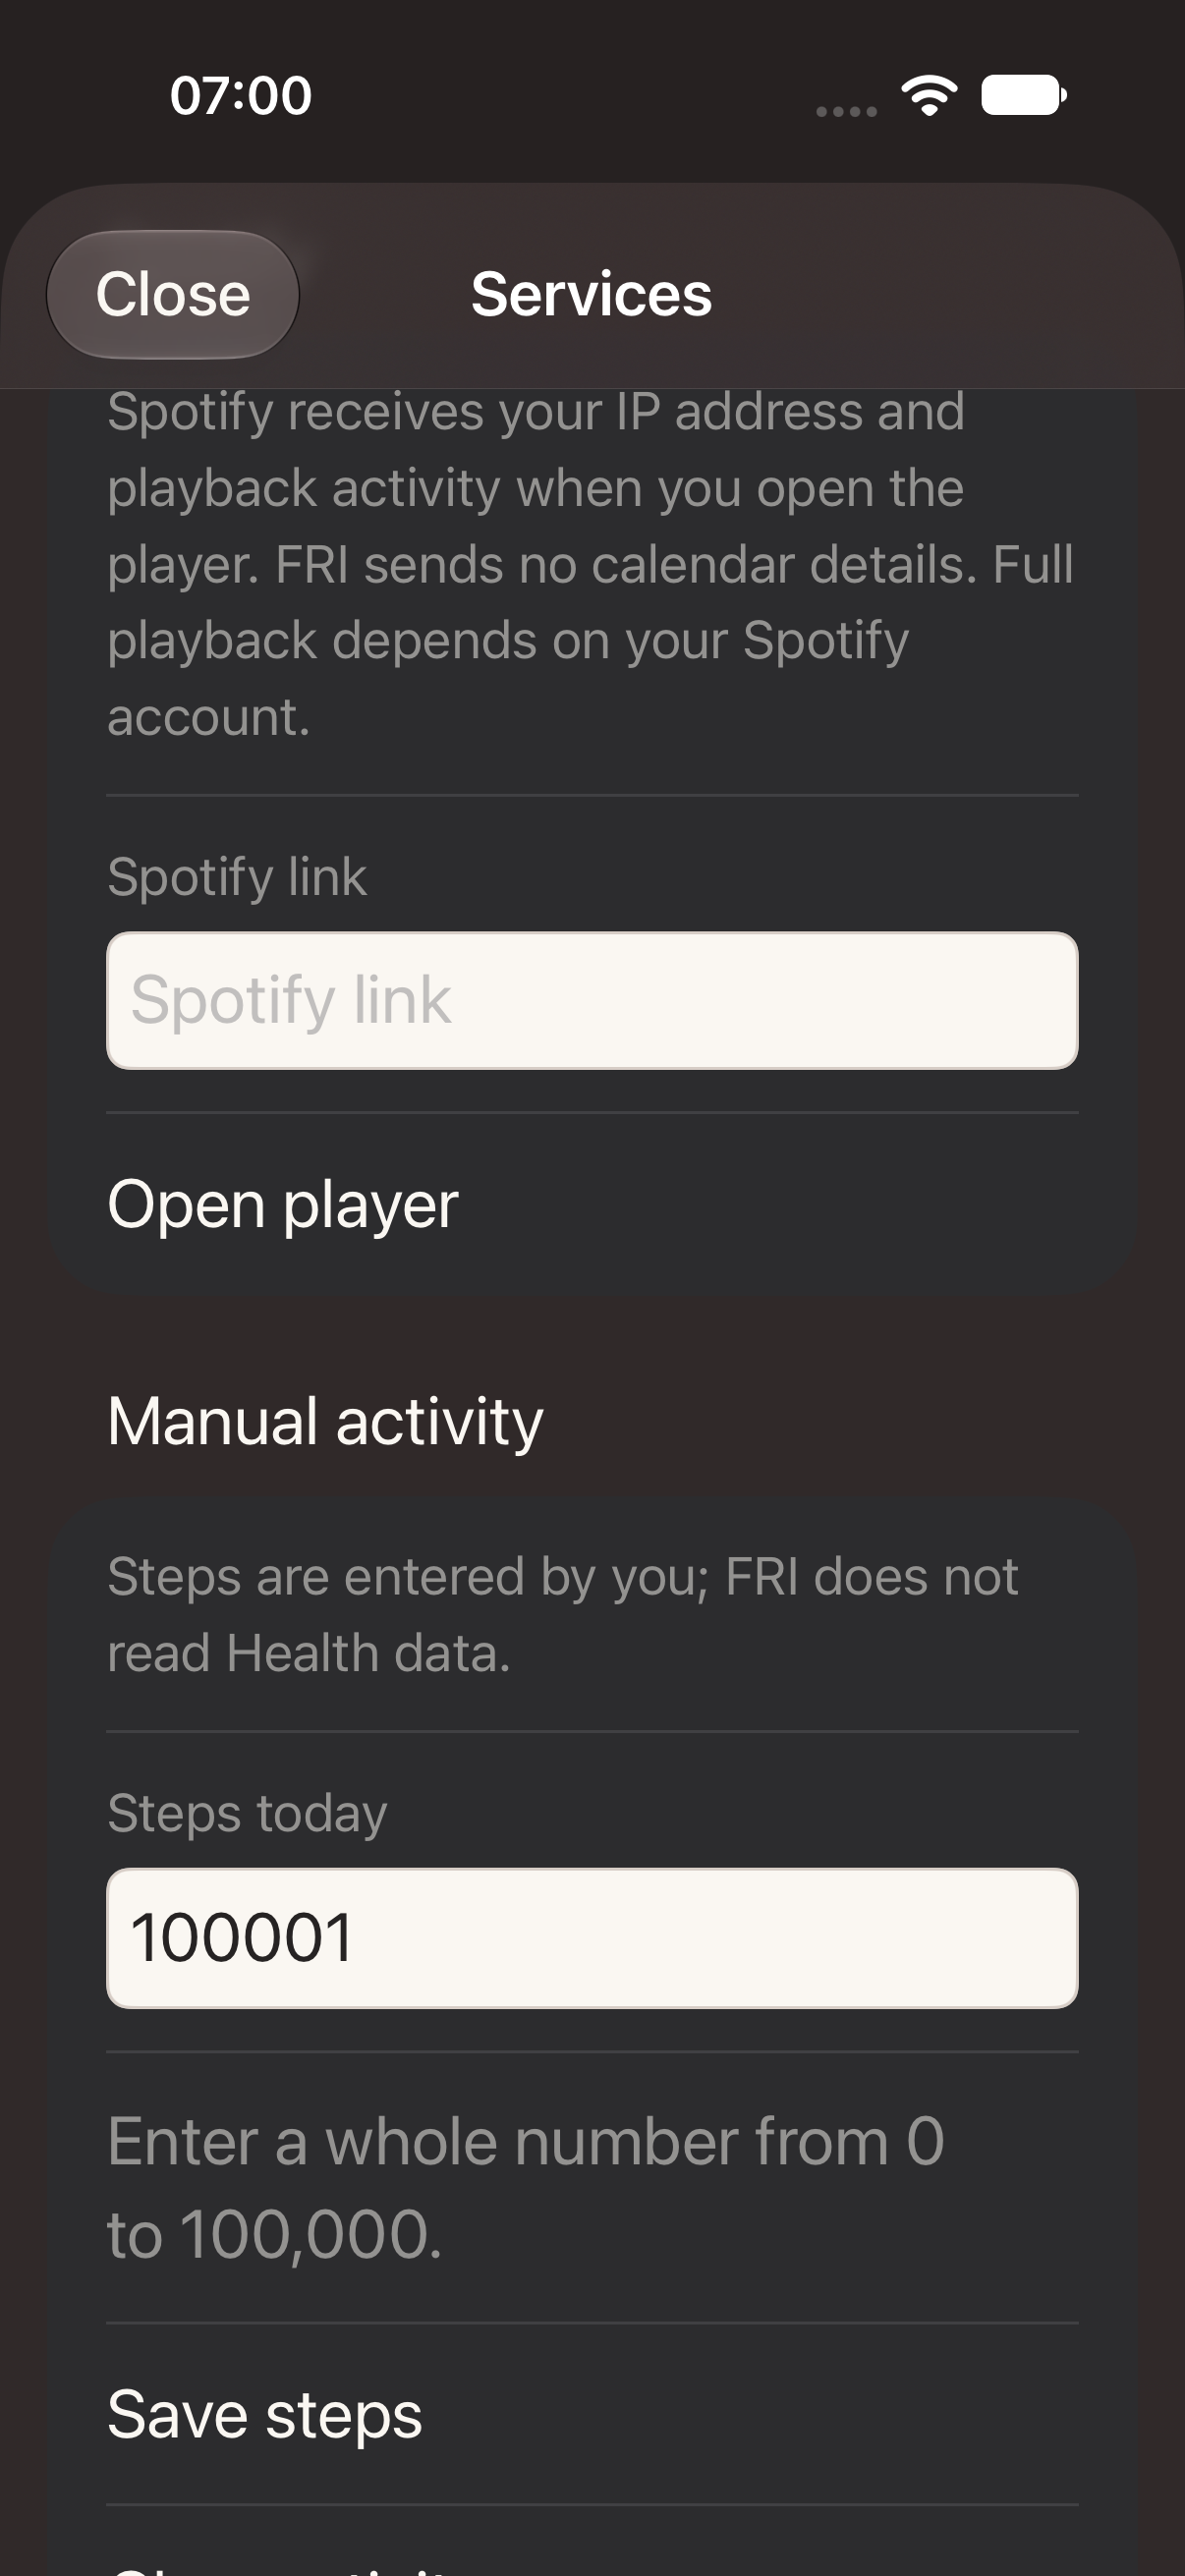 07:00
Close
Services
Spotify receives your IP address and
playback activity when you open the
player. FRI sends no calendar details. Full
playback depends on your Spotify
account.
Spotify link
Spotify link
Open player
Manual activity
Steps are entered by you; FRI does not
read Health data.
Steps today
100001
Enter a whole number from 0
to 100,000.
Save steps